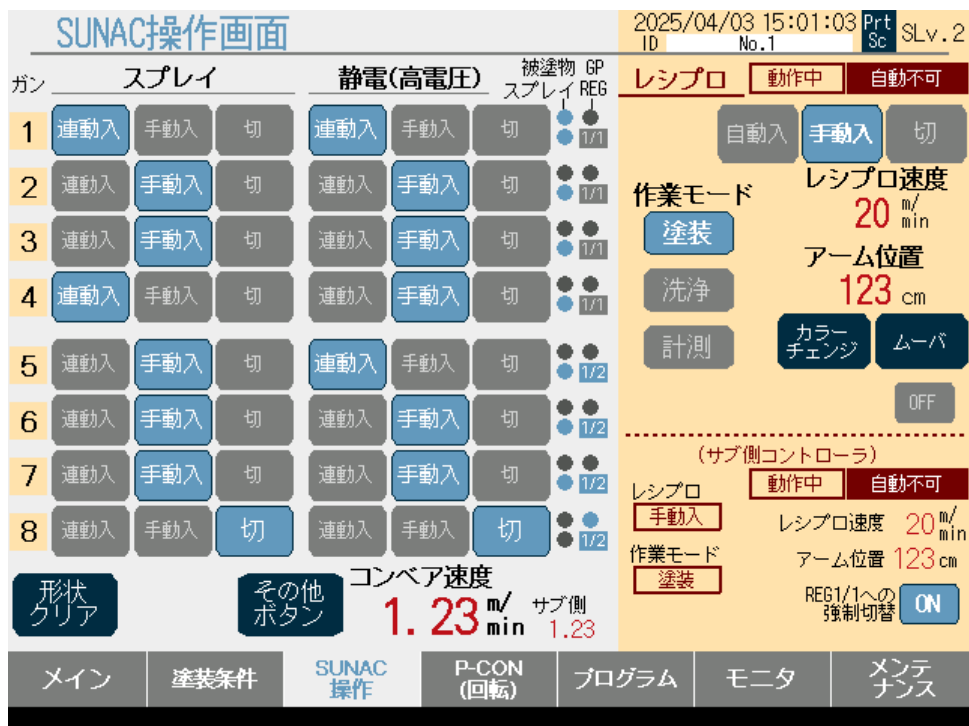 SUNAC操作画面
2025/04/03 15:01:03
ID No.1
Prt Sc
SLv.2
ガン スプレイ 静電(高電圧) 被塗物 GP
スプレイ REG
1 連動入 手動入 切 連動入 手動入 切 1/1
2 連動入 手動入 切 連動入 手動入 切 1/1
3 連動入 手動入 切 連動入 手動入 切 1/1
4 連動入 手動入 切 連動入 手動入 切 1/1
5 連動入 手動入 切 連動入 手動入 切 1/2
6 連動入 手動入 切 連動入 手動入 切 1/2
7 連動入 手動入 切 連動入 手動入 切 1/2
8 連動入 手動入 切 連動入 手動入 切 1/2
形状
クリア
その他
ボタン
コンベア速度
1.23 m/min
サブ側
1.23
レシプロ 動作中 自動不可
自動入 手動入 切
作業モード
塗装
洗浄
計測
レシプロ速度
20 m/min
アーム位置
123 cm
カラー
チェンジ
ムーバ
OFF
(サブ側コントローラ)
動作中 自動不可
レシプロ
手動入
レシプロ速度 20 m/min
作業モード
塗装
アーム位置 123 cm
REG1/1への
強制切替
ON
メイン
塗装条件
SUNAC
操作
P-CON
(回転)
プログラム
モニタ
メンテ
ナンス